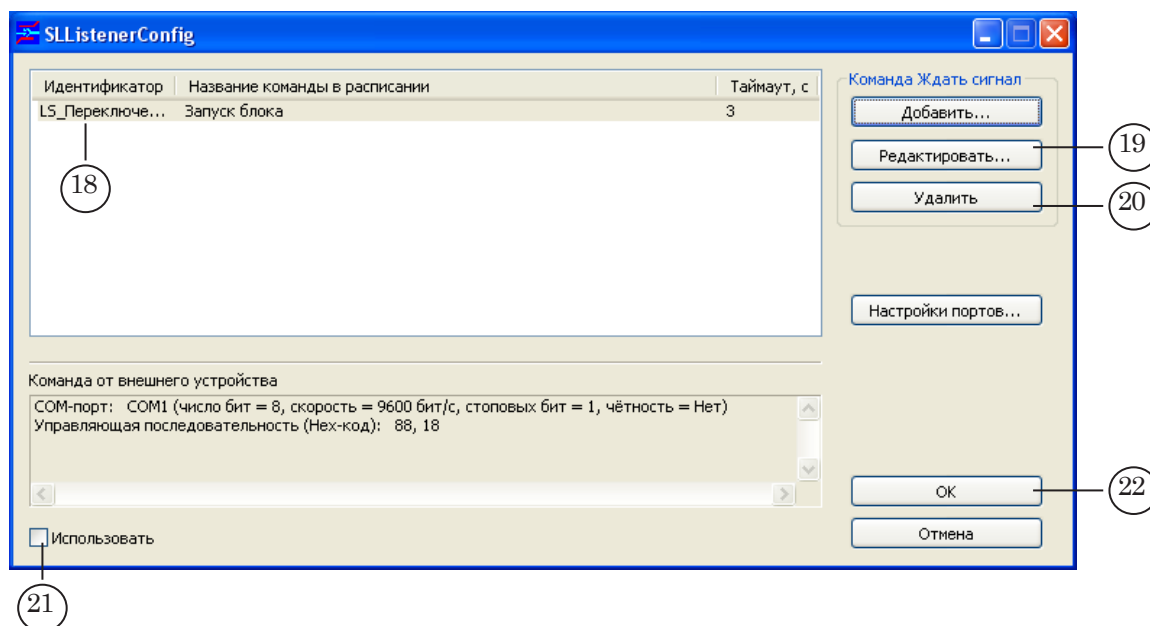 SLListenerConfig
Идентификатор Название команды в расписании Таймаут, с
LS_Переключе... Запуск блока 3
18
Команда Ждать сигнал
Добавить...
Редактировать...
19
Удалить
20
Настройки портов...
Команда от внешнего устройства
COM-порт: COM1 (число бит = 8, скорость = 9600 бит/с, стоповых бит = 1, чётность = Нет)
Управляющая последовательность (Hex-код): 88, 18
OK
22
Использовать
Отмена
21